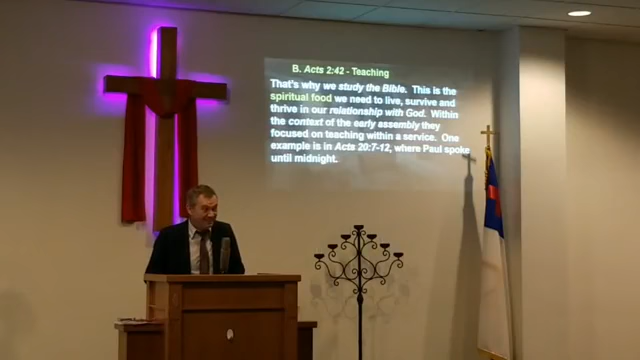 B. Acts 2:42 - Teaching
That's why we study the Bible. This is the
spiritual food we need to live, survive and
thrive in our relationship with God. Within
the context of the early assembly they
focused on teaching within a service. One
example is in Acts 20:7-12, where Paul spoke
until midnight.